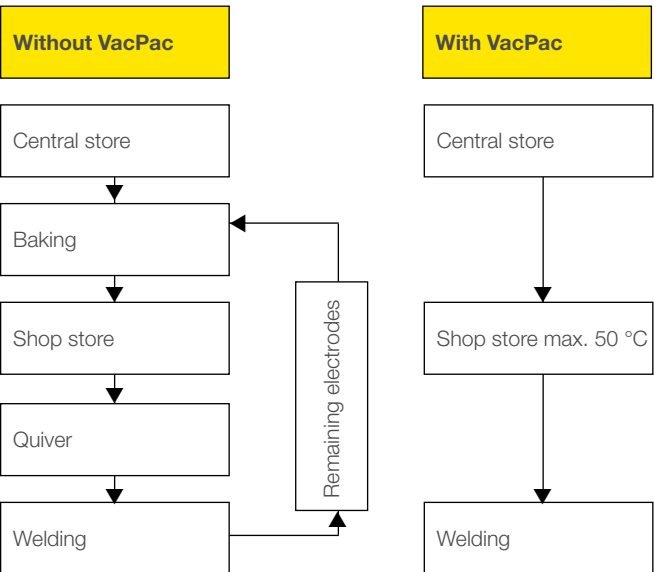 Without VacPac
Central store
Baking
Shop store
Quiver
Welding
Remaining electrodes
With VacPac
Central store
Shop store max. 50 °C
Welding